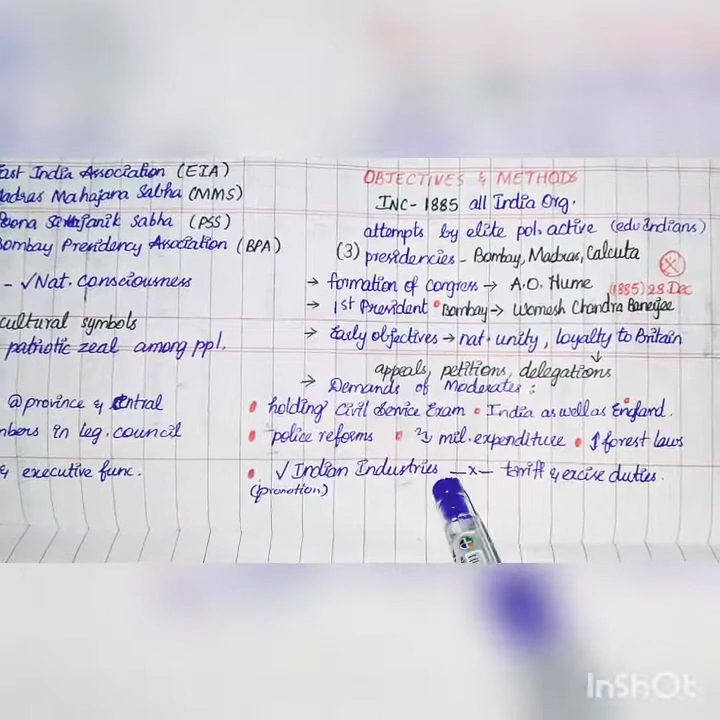 East India Association (EIA)
Madras Mahajana Sabha (MMS)
Poona Sarvajanik Sabha (PSS)
Bombay Presidency Association (BPA)
- √Nat. consciousness
cultural symbols
patriotic zeal among ppl.
@province & Central
mbers in leg. council
& executive func.
OBJECTIVES & METHODS
INC - 1885 all India Org.
attempts by elite pol. active (edu Indians)
(3) presidencies - Bombay, Madras, Calcutta
→ formation of congress → A.O. Hume (1885) 28 Dec
→ 1st President • Bombay → Womesh Chandra Banerjee
→ Early objectives → nat. unity, loyalty to Britain
↓
appeals, petitions, delegations
→ Demands of Moderates :
• holding Civil Service Exam • India as well as England.
• police reforms • mil. expenditure • forest laws
• √ Indian Industries —x— tariff & excise duties.
(promotion)
InShOt